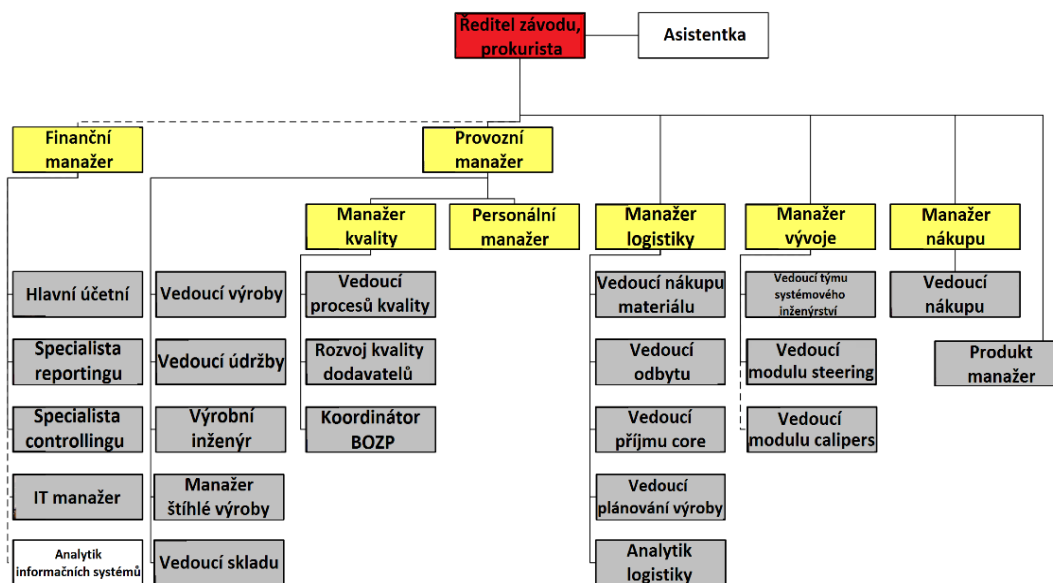 Ředitel závodu,
prokurista
Asistentka
Finanční
manažer
Provozní
manažer
Manažer
kvality
Personální
manažer
Manažer
logistiky
Manažer
vývoje
Manažer
nákupu
Hlavní účetní
Vedoucí výroby
Vedoucí
procesů kvality
Vedoucí nákupu
materiálu
Vedoucí týmu
systémového
inženýrství
Vedoucí
nákupu
Specialista
reportingu
Vedoucí údržby
Rozvoj kvality
dodavatelů
Vedoucí
odbytu
Vedoucí
modulu steering
Produkt
manažer
Specialista
controllingu
Výrobní
inženýr
Koordinátor
BOZP
Vedoucí
příjmu core
Vedoucí
modulu calipers
IT manažer
Manažer
štíhlé výroby
Vedoucí
plánování výroby
Analytik
informačních systémů
Vedoucí skladu
Analytik
logistiky